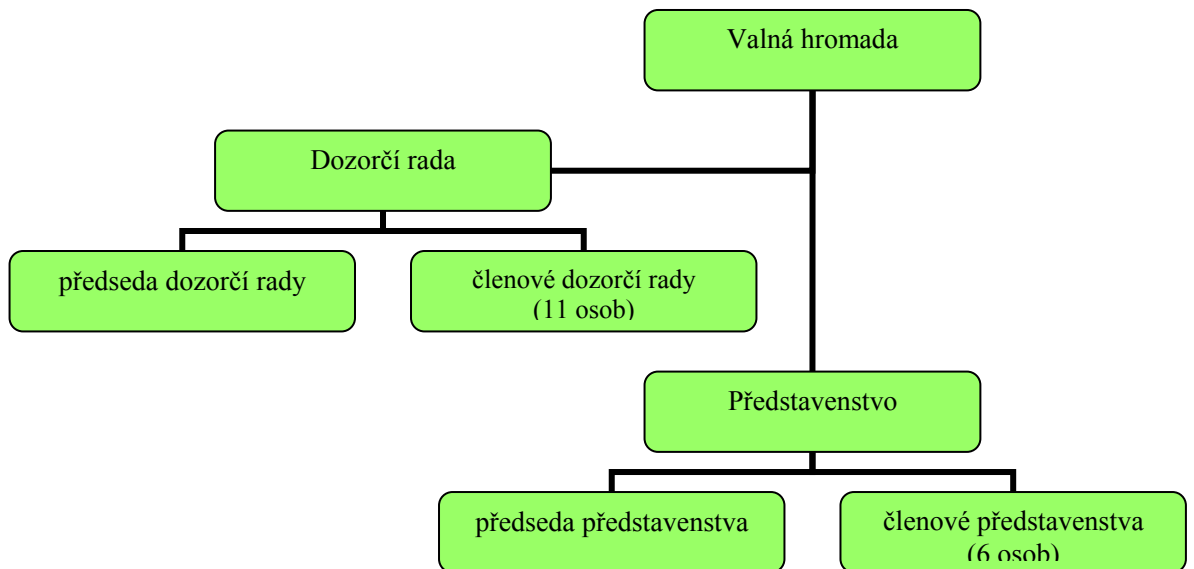 Valná hromada
Dozorčí rada
předseda dozorčí rady
členové dozorčí rady
(11 osob)
Představenstvo
předseda představenstva
členové představenstva
(6 osob)